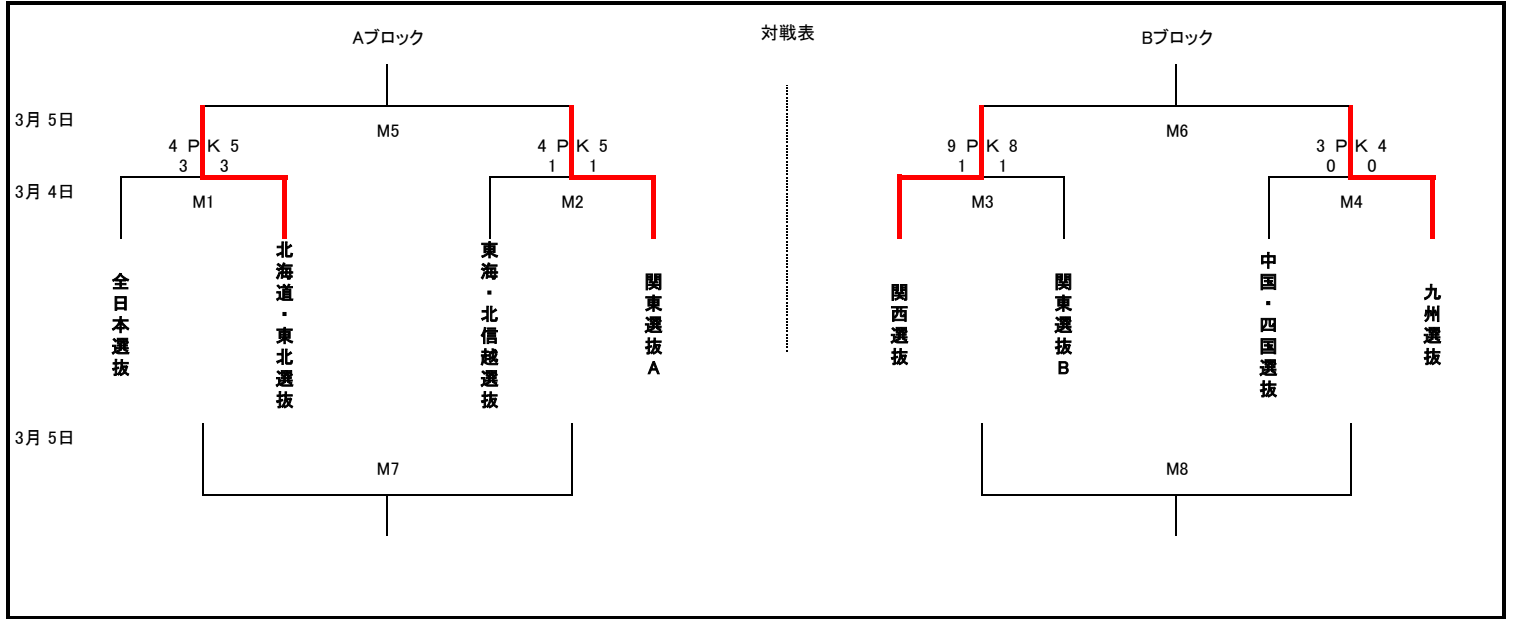 対戦表
Aブロック
Bブロック
3月 5日
M5
M6
4 P K 5
4 P K 5
9 P K 8
3 P K 4
3 3
1 1
1 1
0 0
3月 4日
M1
M2
M3
M4
全日本選抜
北海道・東北選抜
東海・北信越選抜
関東選抜A
関西選抜
関東選抜B
中国・四国選抜
九州選抜
3月 5日
M7
M8